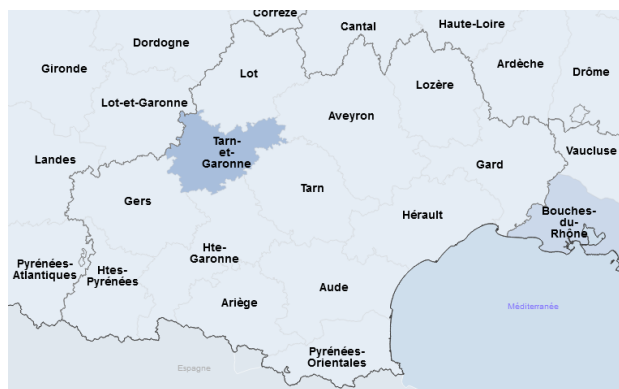 Corrèze
Cantal
Haute-Loire
Dordogne
Ardèche
Gironde
Lot
Lozère
Drôme
Lot-et-Garonne
Aveyron
Tarn-
et-
Garonne
Vaucluse
Landes
Gard
Tarn
Gers
Hérault
Bouches-
du-
Rhône
Hte-
Garonne
Pyrénées-
Atlantiques
Htes-
Pyrénées
Aude
Ariège
Méditerranée
Pyrénées-
Orientales
Espagne